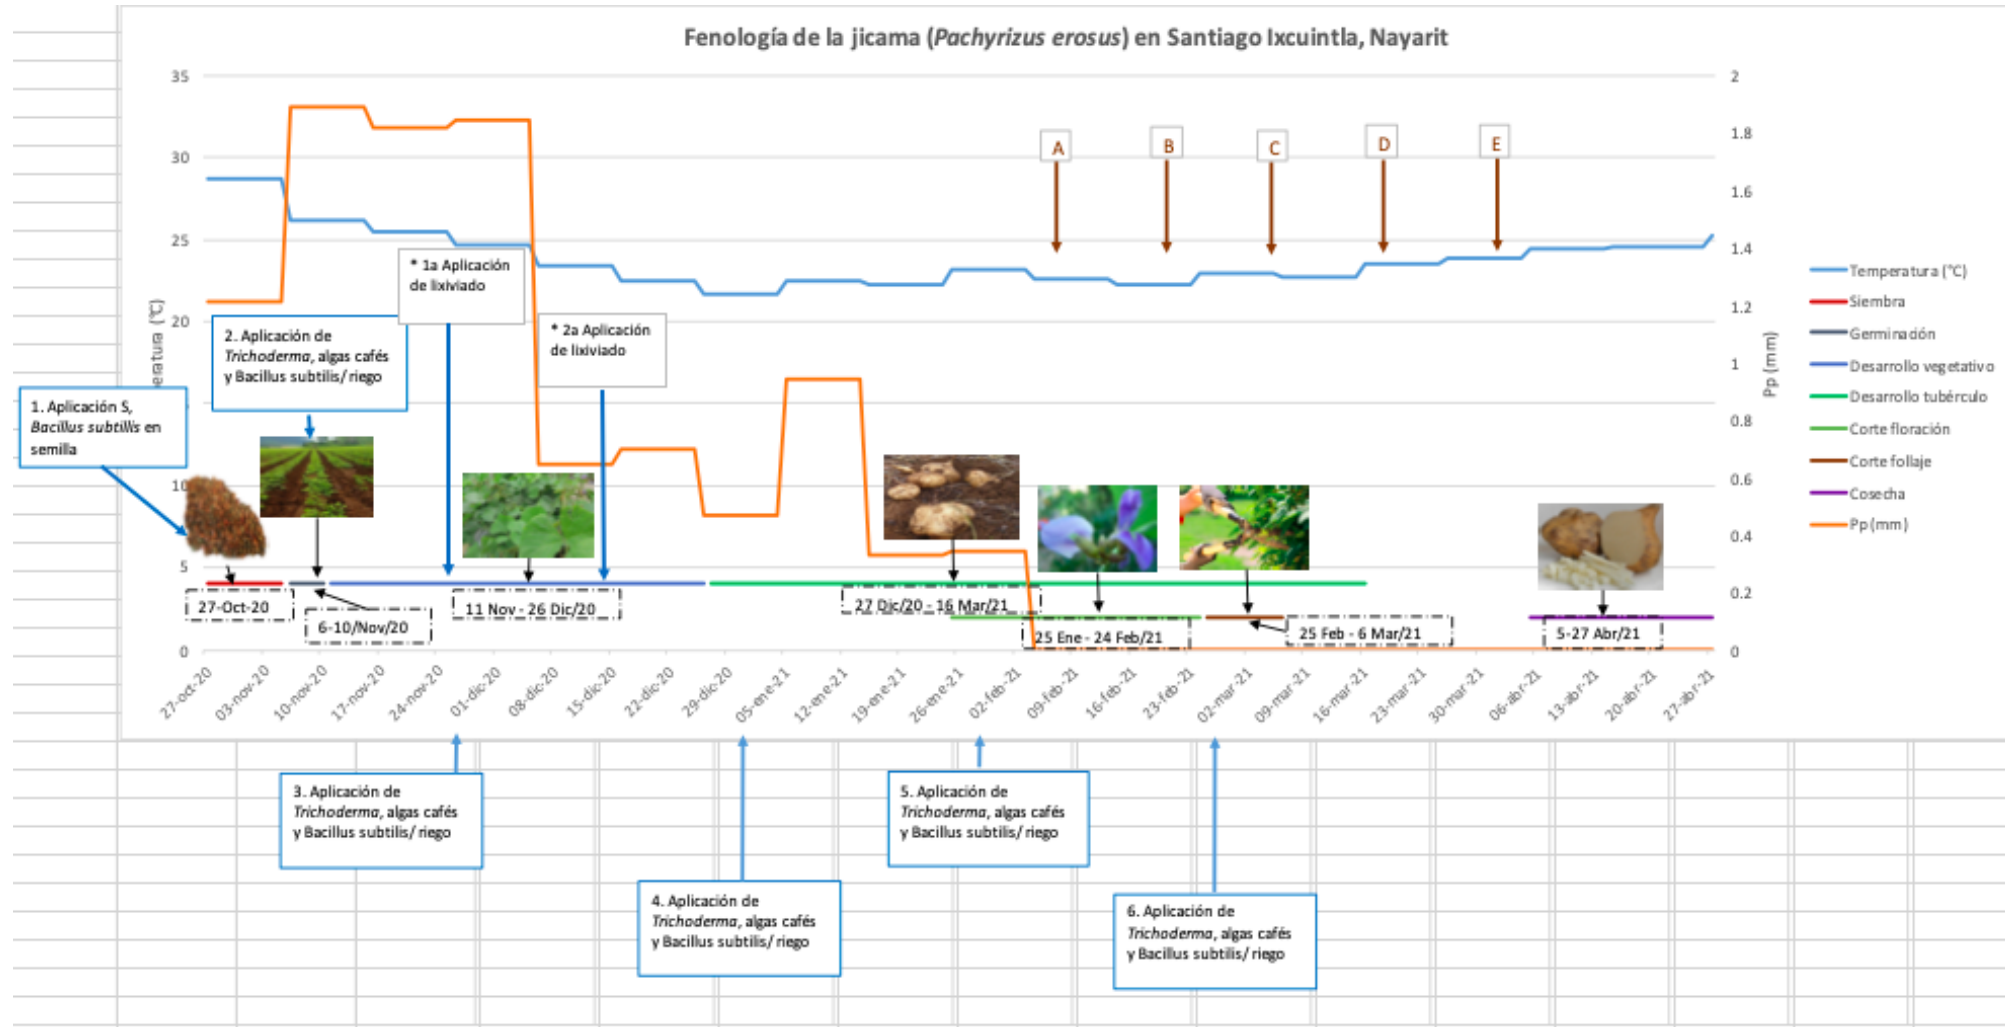 Fenología de la jicama (Pachyrizus erosus) en Santiago Ixcuintla, Nayarit
35
30
25
20
10
5
0
2
1.8
1.6
1.4
1.2
1
0.8
0.6
0.4
0.2
0
peratura (°C)
Pp (mm)
A
B
C
D
E
* 1a Aplicación
de lixiviado
* 2a Aplicación
de lixiviado
2. Aplicación de
Trichoderma, algas cafés
y Bacillus subtilis/ riego
1. Aplicación S,
Bacillus subtillis en
semilla
27-Oct-20
6-10/Nov/20
11 Nov - 26 Dic/20
27 Dic/20 - 16 Mar/21
25 Ene - 24 Feb/21
25 Feb - 6 Mar/21
5-27 Abr/21
27-oct-20
03-nov-20
10-nov-20
17-nov-20
24-nov-20
01-dic-20
08-dic-20
15-dic-20
22-dic-20
29-dic-20
05-ene-21
12-ene-21
19-ene-21
26-ene-21
02-feb-21
09-feb-21
16-feb-21
23-feb-21
02-mar-21
09-mar-21
16-mar-21
23-mar-21
30-mar-21
06-abr-21
13-abr-21
20-abr-21
27-abr-21
Temperatura (°C)
Siembra
Germinación
Desarrollo vegetativo
Desarrollo tubérculo
Corte floración
Corte follaje
Cosecha
Pp (mm)
3. Aplicación de
Trichoderma, algas cafés
y Bacillus subtilis/ riego
4. Aplicación de
Trichoderma, algas cafés
y Bacillus subtilis/ riego
5. Aplicación de
Trichoderma, algas cafés
y Bacillus subtilis/ riego
6. Aplicación de
Trichoderma, algas cafés
y Bacillus subtilis/ riego